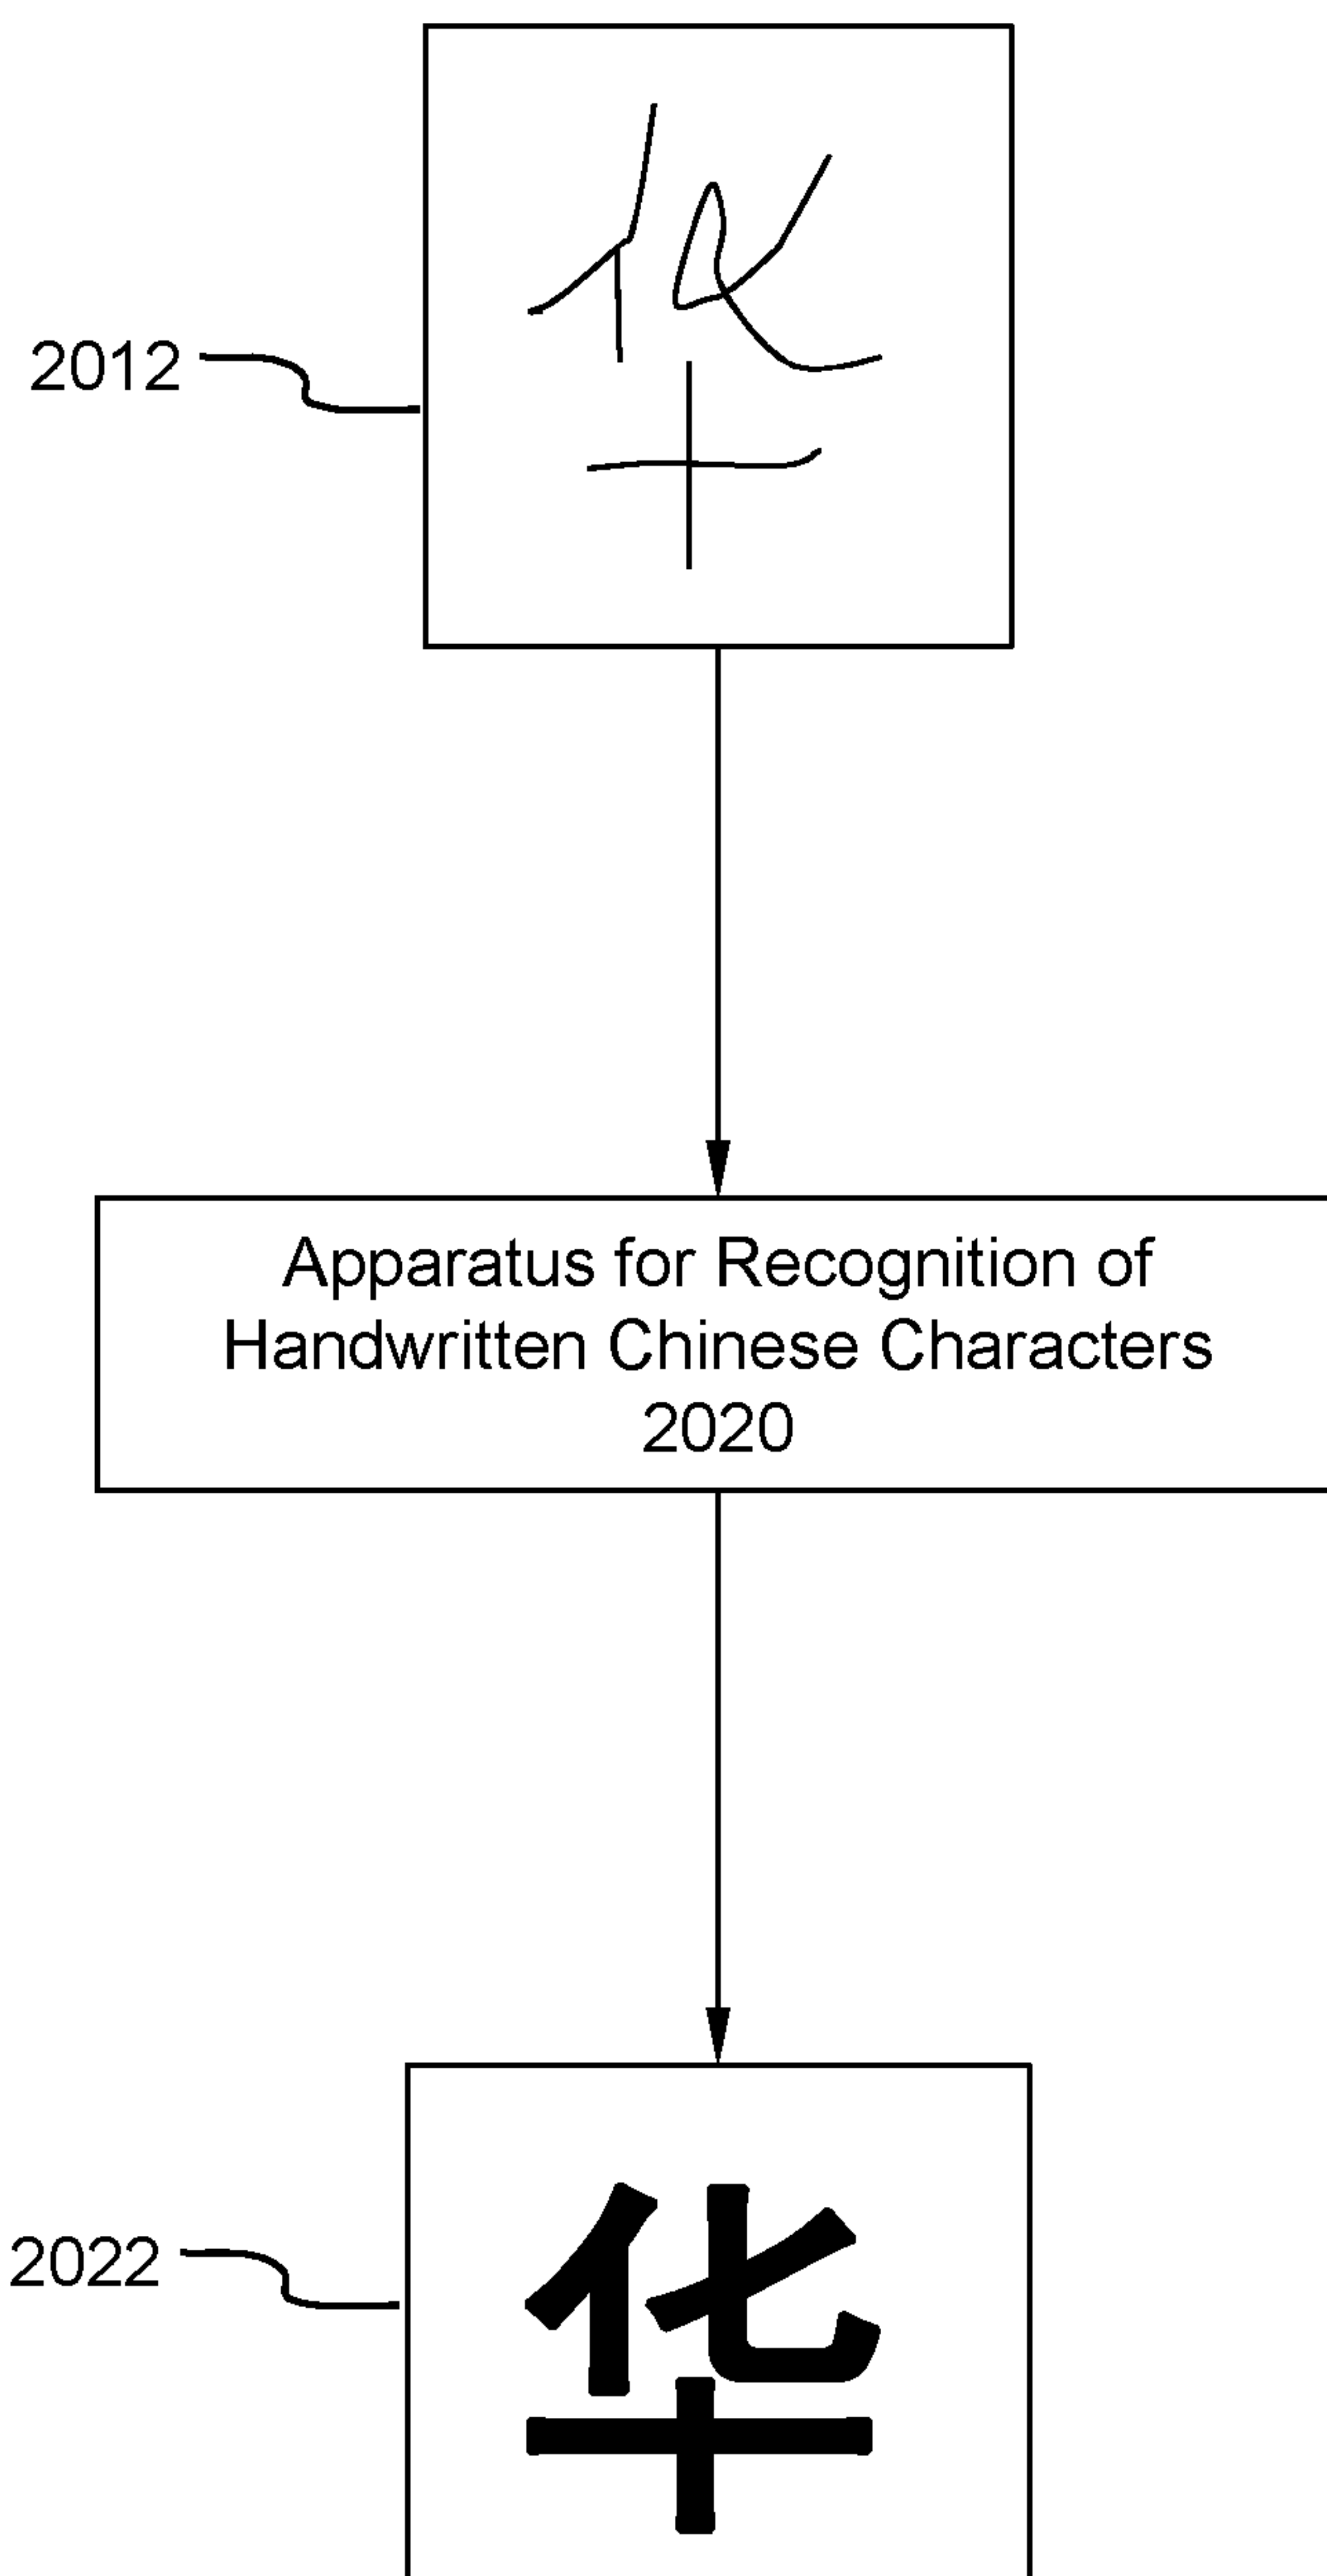 华
2012
Apparatus for Recognition of
Handwritten Chinese Characters
2020
2022
华